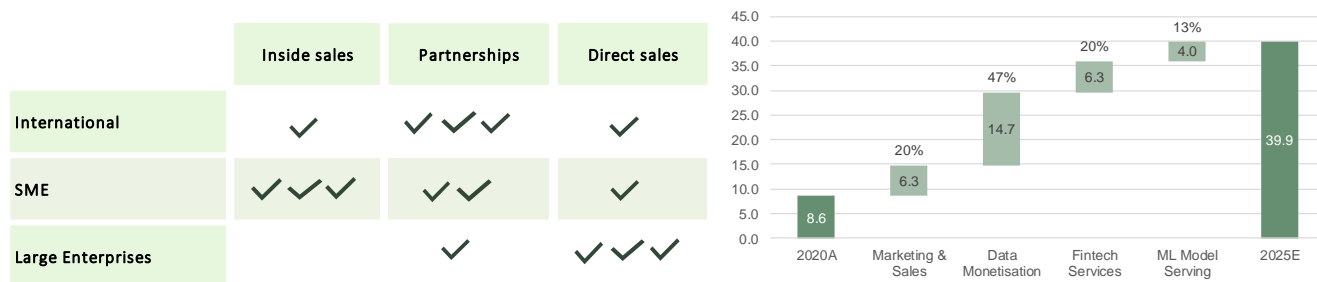 Inside sales
Partnerships
Direct sales
International
SME
Large Enterprises
45.0
40.0
35.0
30.0
25.0
20.0
15.0
10.0
5.0
0.0
8.6
20%
6.3
47%
14.7
20%
6.3
13%
4.0
39.9
2020A
Marketing &
Sales
Data
Monetisation
Fintech
Services
ML Model
Serving
2025E